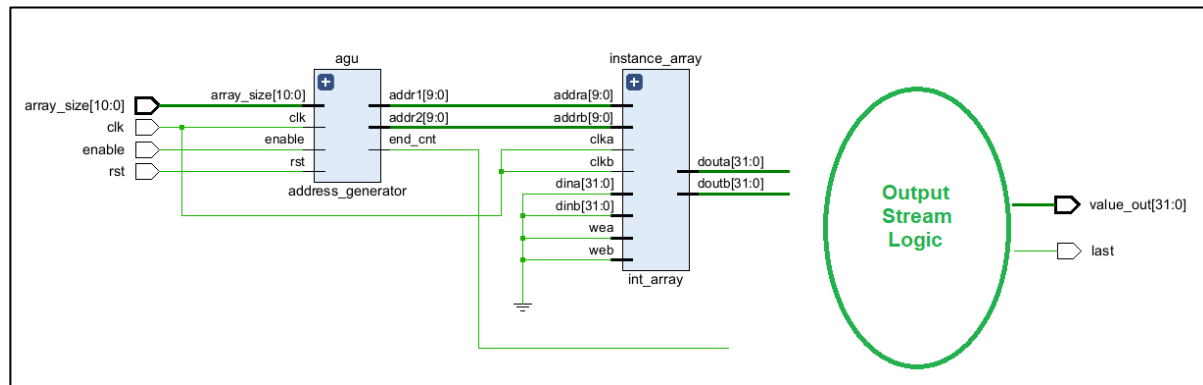 agu
array_size[10:0]
array_size[10:0]
clk
clk
enable
enable
rst
rst
addr1[9:0]
addr2[9:0]
end_cnt
address_generator
instance_array
addra[9:0]
addrb[9:0]
clka
clkb
dina[31:0]
dinb[31:0]
wea
web
douta[31:0]
doutb[31:0]
int_array
Output
Stream
Logic
value_out[31:0]
last